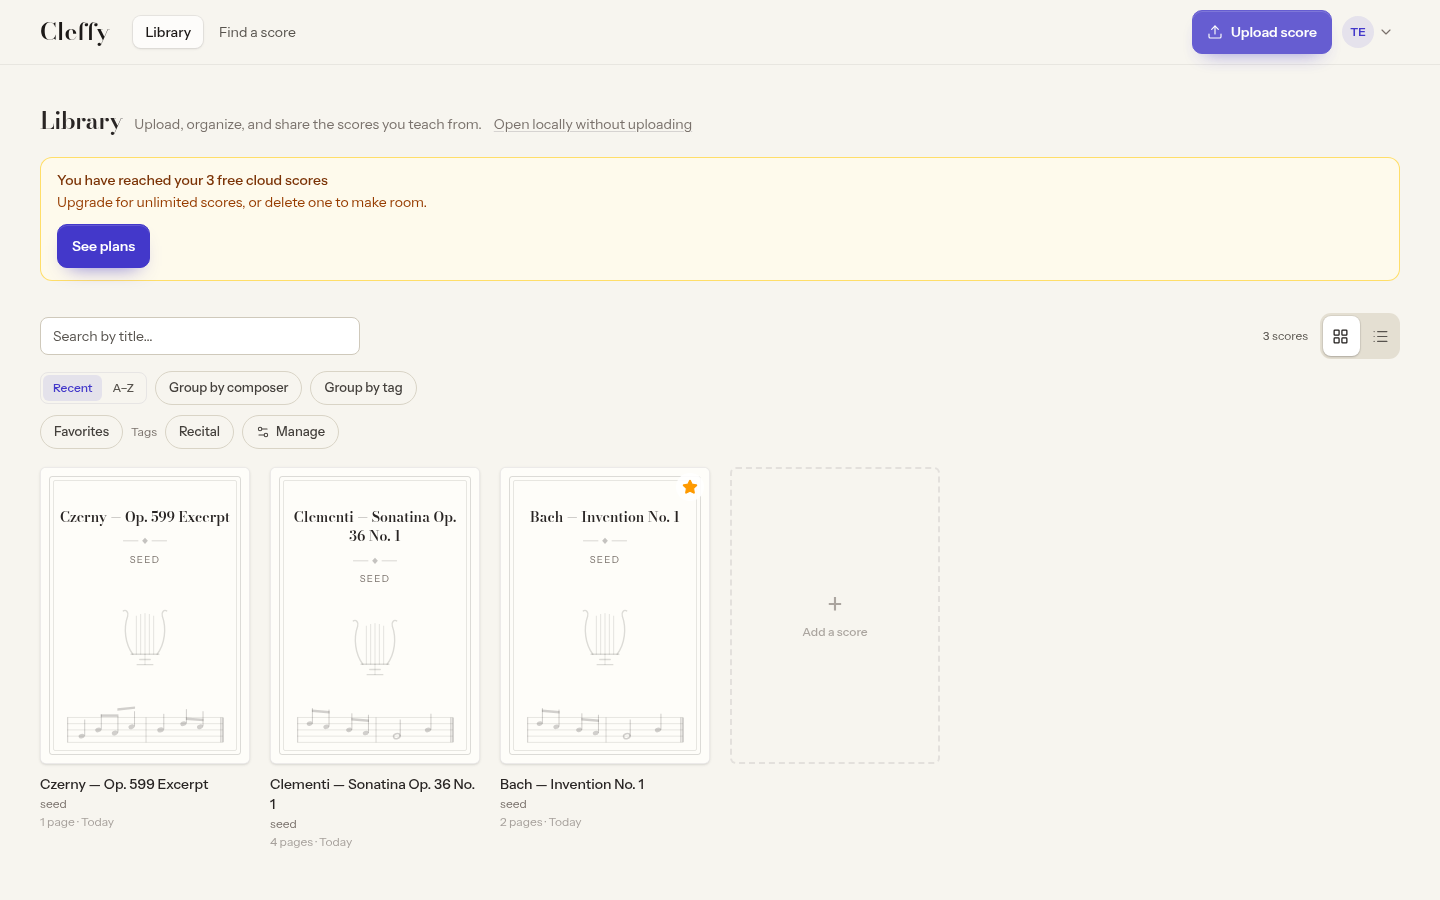 Cleffy
Library
Find a score
Upload score
TE
Library
Upload, organize, and share the scores you teach from.
Open locally without uploading
You have reached your 3 free cloud scores
Upgrade for unlimited scores, or delete one to make room.
See plans
Search by title...
3 scores
Recent
A–Z
Group by composer
Group by tag
Favorites
Tags
Recital
Manage
Czerny — Op. 599 Excerpt
SEED
Clementi — Sonatina Op.
36 No. 1
SEED
Bach — Invention No. 1
SEED
+
Add a score
Czerny — Op. 599 Excerpt
seed
1 page · Today
Clementi — Sonatina Op. 36 No.
1
seed
4 pages · Today
Bach — Invention No. 1
seed
2 pages · Today